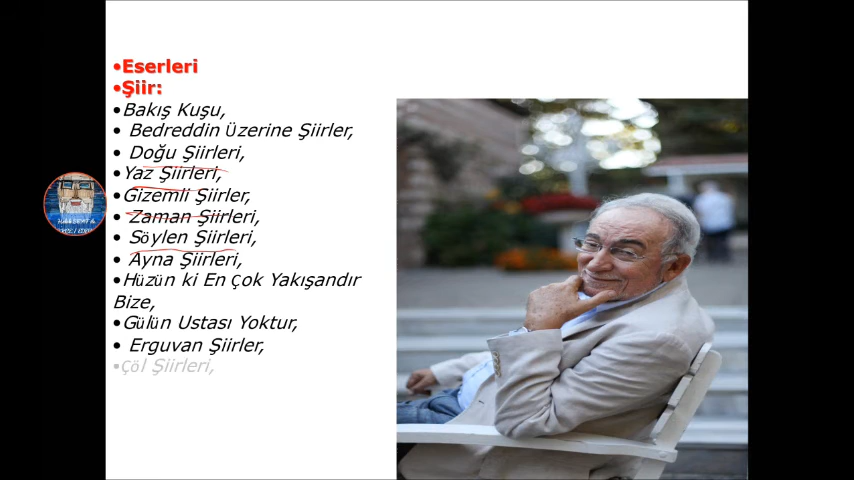 •Eserleri
•Şiir:
•Bakış Kuşu,
• Bedreddin Üzerine Şiirler,
• Doğu Şiirleri,
•Yaz Şiirleri,
•Gizemli Şiirler,
• Zaman Şiirleri,
• Söylen Şiirleri,
• Ayna Şiirleri,
•Hüzün ki En Çok Yakışandır
Bize,
•Gülün Ustası Yoktur,
• Erguvan Şiirler,
•Çöl Şiirleri,